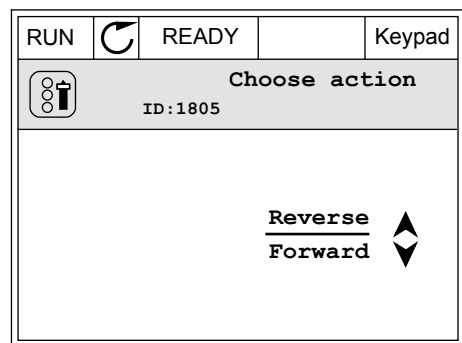 RUN READY Keypad
Choose action
ID:1805
Reverse
Forward